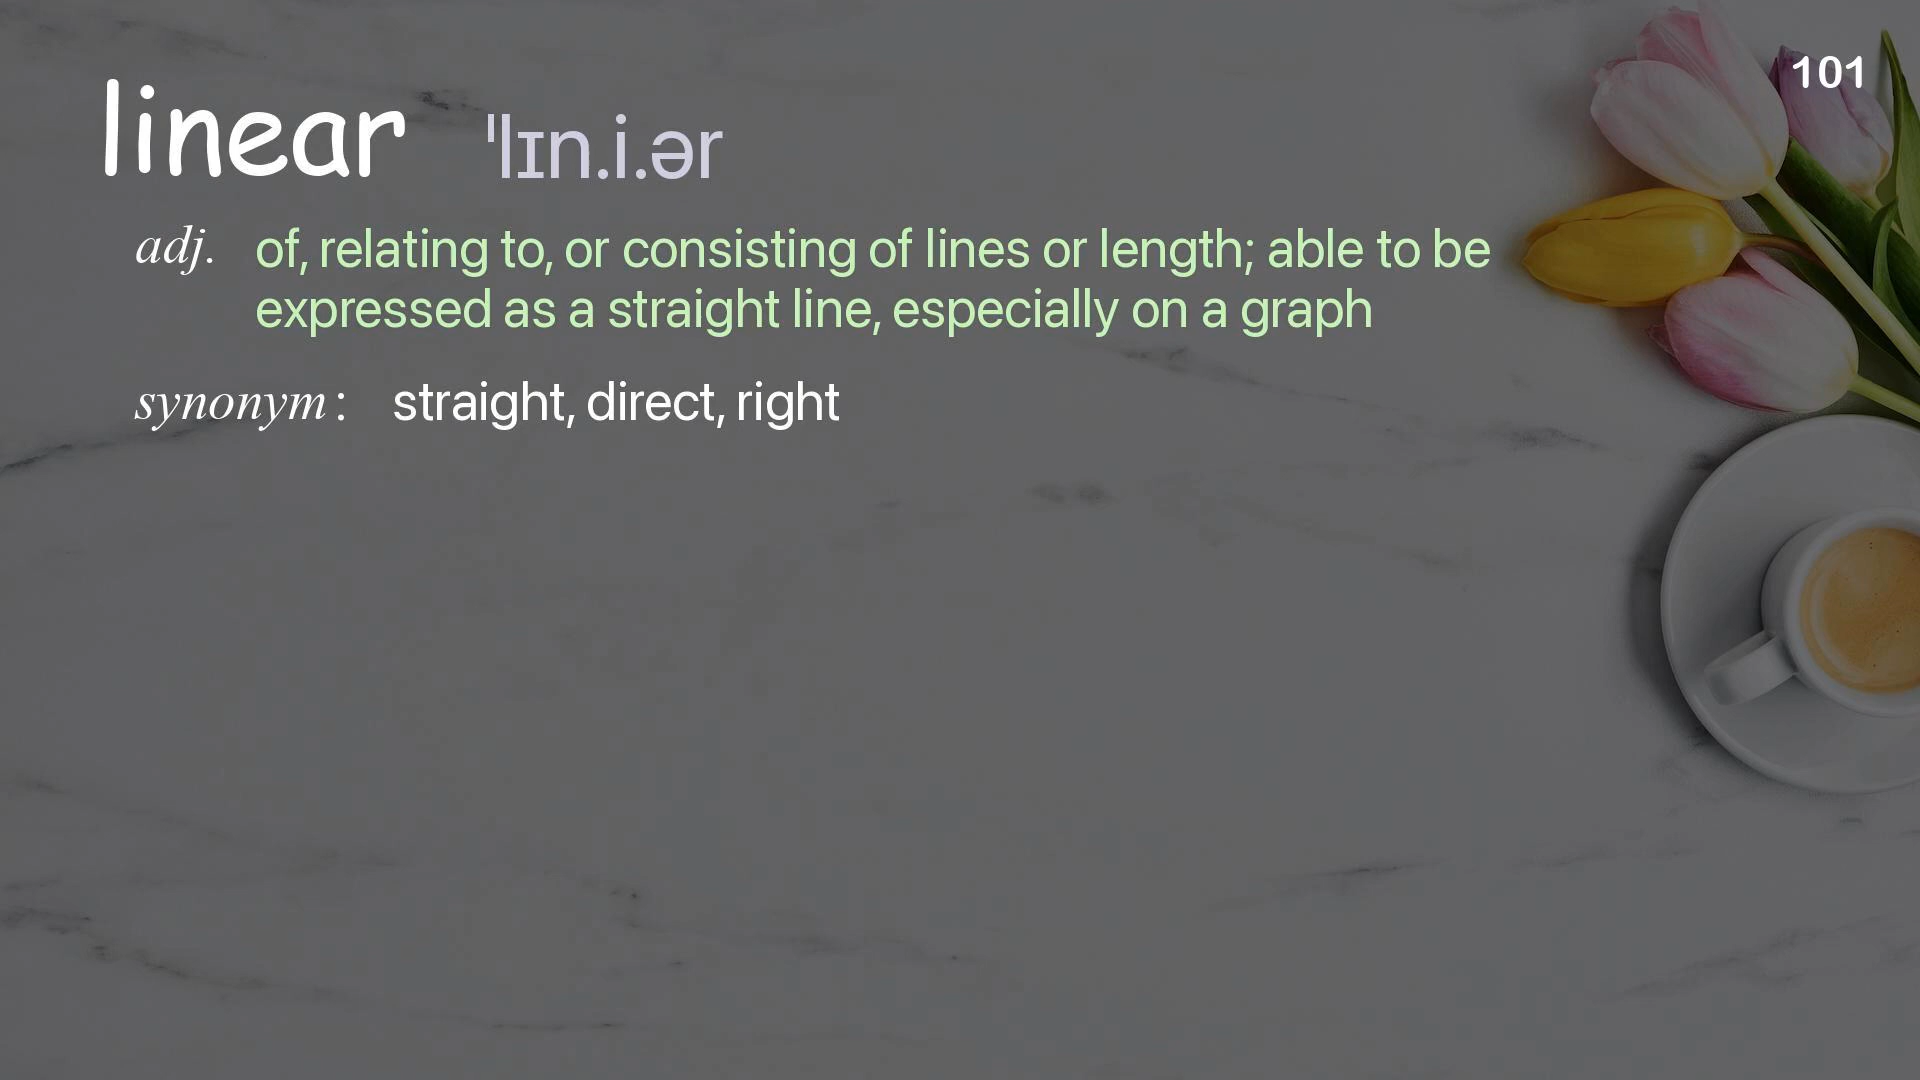 101
linear ˈlɪn.i.ər
adj. of, relating to, or consisting of lines or length; able to be
expressed as a straight line, especially on a graph
synonym: straight, direct, right